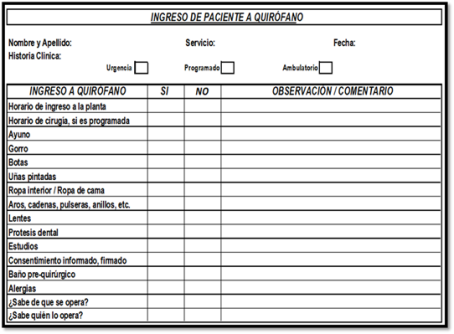 INGRESO DE PACIENTE A QUIRÓFANO
Nombre y Apellido: Servicio: Fecha:
Historia Clínica:
Urgencia Programado Ambulatorio
INGRESO A QUIROFANO SI NO OBSERVACION / COMENTARIO
Horario de ingreso a la planta
Horario de cirugía, si es programada
Ayuno
Gorro
Botas
Uñas pintadas
Ropa interior / Ropa de cama
Aros, cadenas, pulseras, anillos, etc.
Lentes
Protesis dental
Estudios
Consentimiento informado, firmado
Baño pre-quirúrgico
Alergias
¿Sabe de que se opera?
¿Sabe quién lo opera?